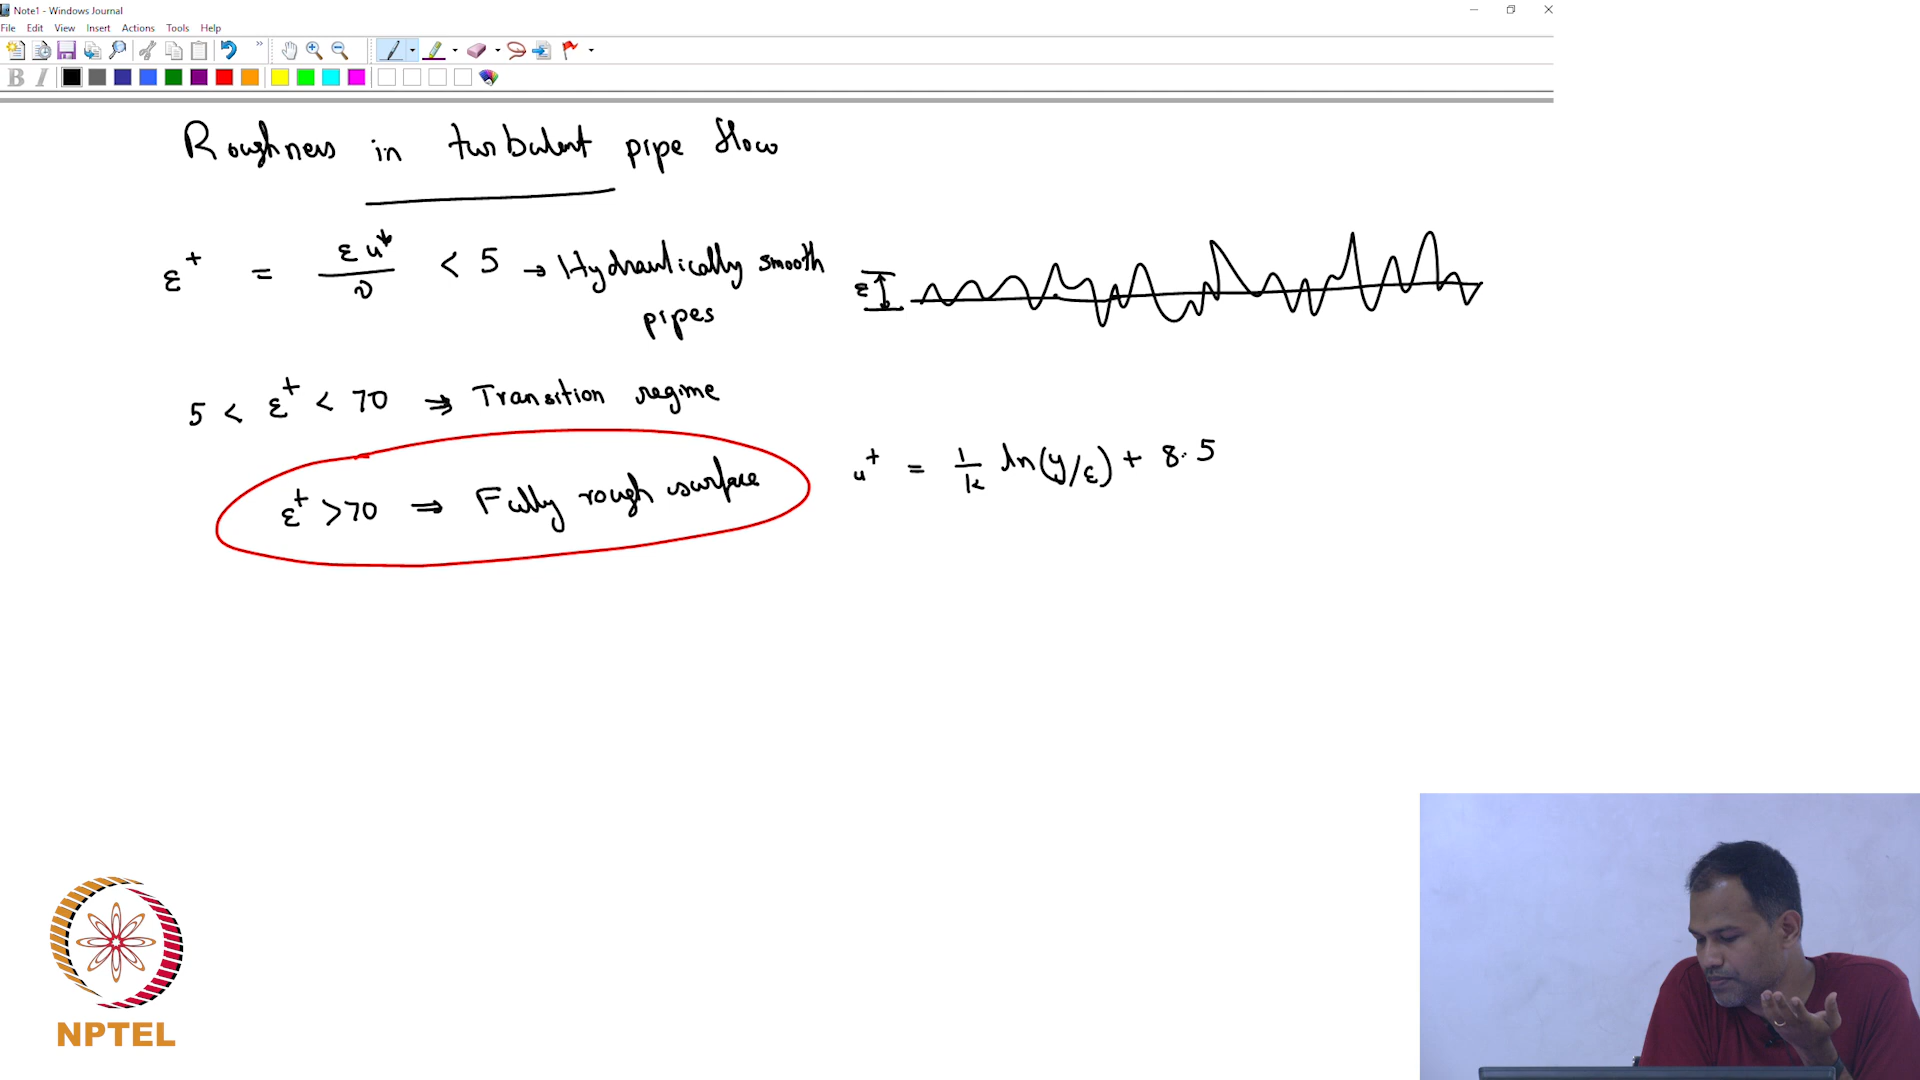 Note1 - Windows Journal
File Edit View Insert Actions Tools Help
B I
Roughness in turbulent pipe flow
ε⁺ = εu*/ν < 5 → Hydraulically smooth
pipes
ε
5 < ε⁺ < 70 ⇒ Transition regime
u⁺ = 1/k ln(y/ε) + 8.5
ε⁺ > 70 ⇒ Fully rough surface
NPTEL